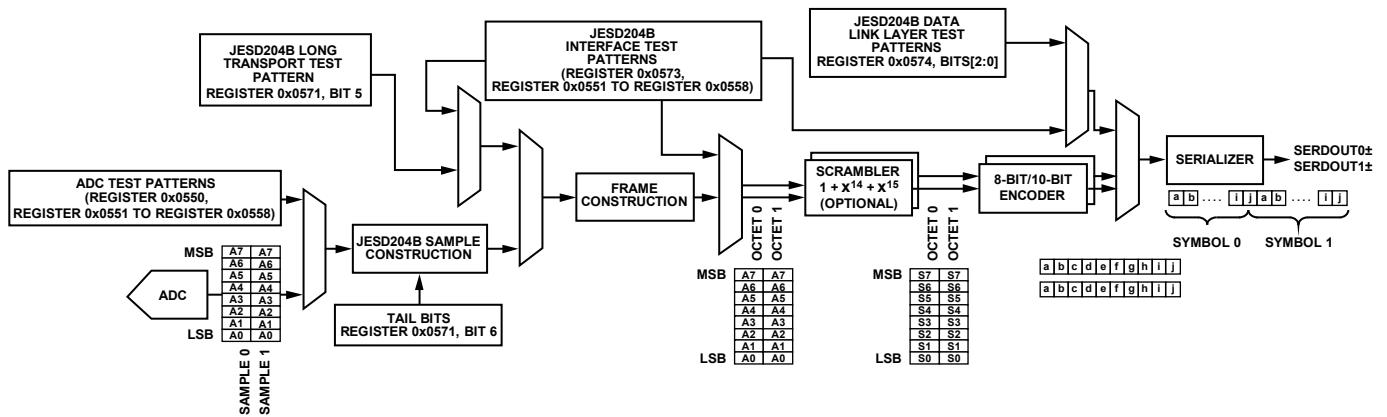 JESD204B LONG
TRANSPORT TEST
PATTERN
REGISTER 0x0571, BIT 5
JESD204B
INTERFACE TEST
PATTERNS
(REGISTER 0x0573,
REGISTER 0x0551 TO REGISTER 0x0558)
JESD204B DATA
LINK LAYER TEST
PATTERNS
REGISTER 0x0574, BITS[2:0]
ADC TEST PATTERNS
(REGISTER 0x0550,
REGISTER 0x0551 TO REGISTER 0x0558)
ADC
MSB
LSB
A7 A7
A6 A6
A5 A5
A4 A4
A3 A3
A2 A2
A1 A1
A0 A0
SAMPLE 0
SAMPLE 1
JESD204B SAMPLE
CONSTRUCTION
TAIL BITS
REGISTER 0x0571, BIT 6
FRAME
CONSTRUCTION
OCTET 0
OCTET 1
MSB
LSB
A7 A7
A6 A6
A5 A5
A4 A4
A3 A3
A2 A2
A1 A1
A0 A0
SCRAMBLER
1 + x14 + x15
(OPTIONAL)
OCTET 0
OCTET 1
MSB
LSB
S7 S7
S6 S6
S5 S5
S4 S4
S3 S3
S2 S2
S1 S1
S0 S0
8-BIT/10-BIT
ENCODER
a b c d e f g h i j
a b c d e f g h i j
SERIALIZER
SERDOUT0±
SERDOUT1±
a b .... i j a b .... i j
SYMBOL 0 SYMBOL 1